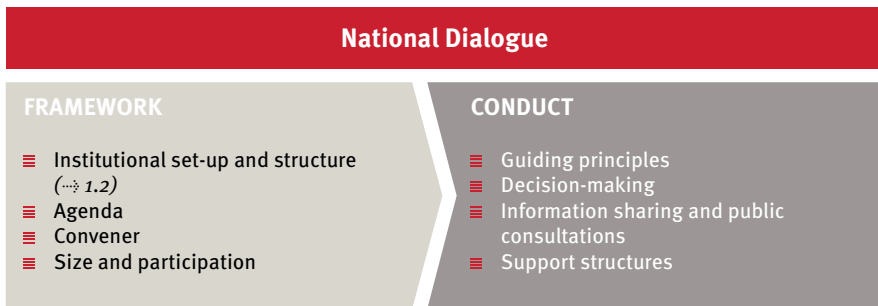 National Dialogue
FRAMEWORK
Institutional set-up and structure
(···› 1.2)
Agenda
Convener
Size and participation
CONDUCT
Guiding principles
Decision-making
Information sharing and public
consultations
Support structures